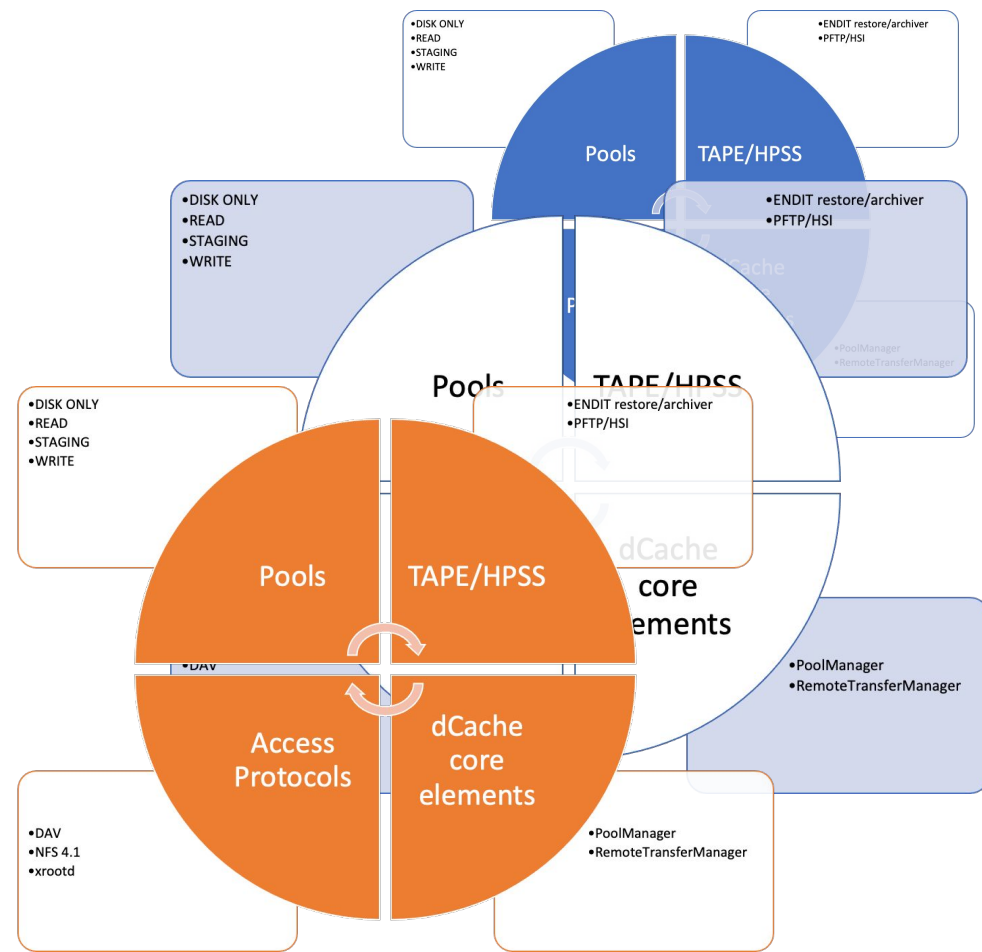 •DISK ONLY
•READ
•STAGING
•WRITE
•ENDIT restore/archiver
•PFTP/HSI
Pools
TAPE/HPSS
•DISK ONLY
•READ
•STAGING
•WRITE
•ENDIT restore/archiver
•PFTP/HSI
Cache
P
•PoolManager
•RemoteTransferManager
Pools
TAPE/HPSS
•DISK ONLY
•READ
•STAGING
•WRITE
•ENDIT restore/archiver
•PFTP/HSI
dCache
core
ements
Pools
TAPE/HPSS
•DAV
•PoolManager
•RemoteTransferManager
Access
Protocols
dCache
core
elements
•DAV
•NFS 4.1
•xrootd
•PoolManager
•RemoteTransferManager